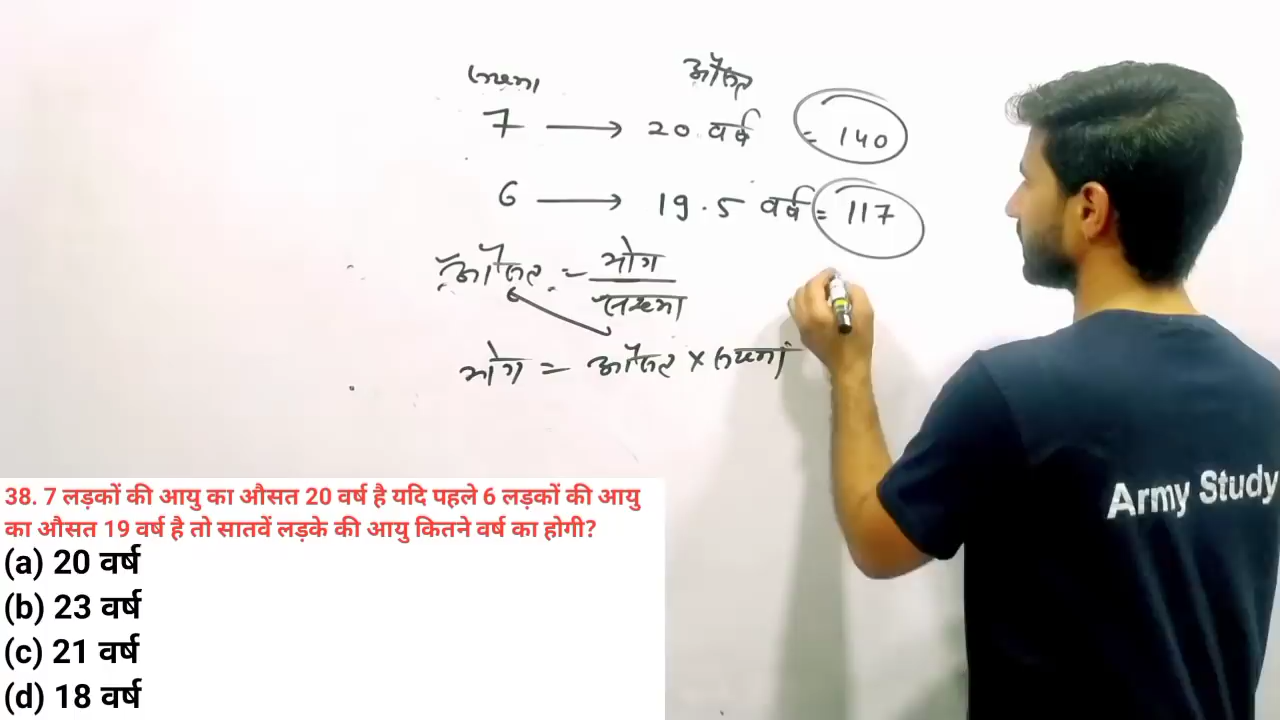 संख्या औसत
7 → 20 वर्ष = 140
6 → 19.5 वर्ष = 117
औसत = योग / संख्या
योग = औसत × संख्या
Army Study
38. 7 लड़कों की आयु का औसत 20 वर्ष है यदि पहले 6 लड़कों की आयु
का औसत 19 वर्ष है तो सातवें लड़के की आयु कितने वर्ष का होगी?
(a) 20 वर्ष
(b) 23 वर्ष
(c) 21 वर्ष
(d) 18 वर्ष